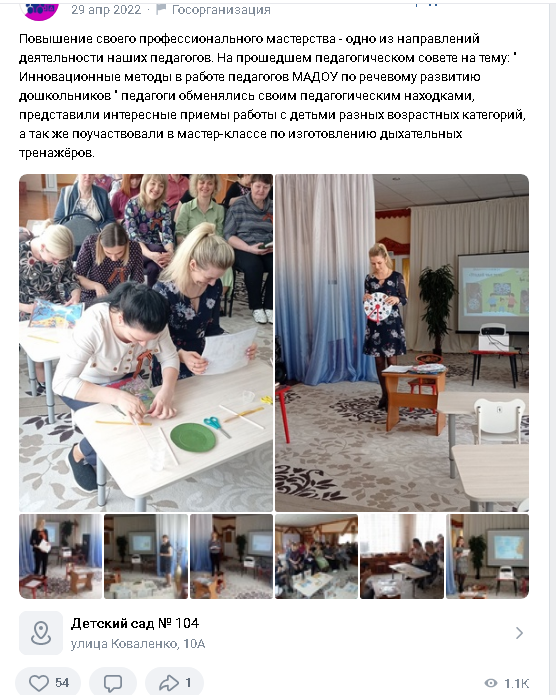 29 апр 2022 · Госорганизация
Повышение своего профессионального мастерства - одно из направлений
деятельности наших педагогов. На прошедшем педагогическом совете на тему: "
Инновационные методы в работе педагогов МАДОУ по речевому развитию
дошкольников " педагоги обменялись своим педагогическим находками,
представили интересные приемы работы с детьми разных возрастных категорий,
а так же поучаствовали в мастер-классе по изготовлению дыхательных
тренажёров.
Детский сад № 104
улица Коваленко, 10А
54
1
1.1K